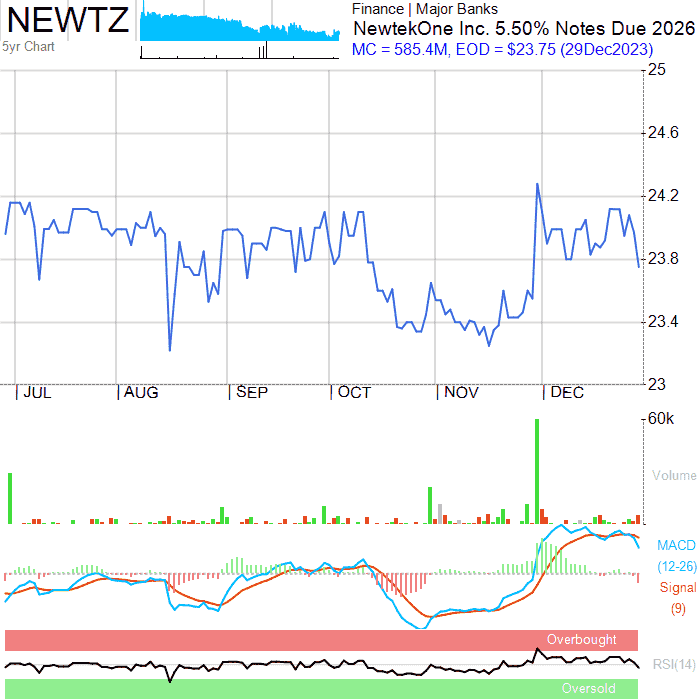 NEWTZ
5yr Chart
Finance | Major Banks
NewtekOne Inc. 5.50% Notes Due 2026
MC = 585.4M, EOD = $23.75 (29Dec2023)
25
24.6
24.2
23.8
23.4
23
JUL
AUG
SEP
OCT
NOV
DEC
60k
Volume
MACD
(12-26)
Signal
(9)
Overbought
RSI(14)
Oversold